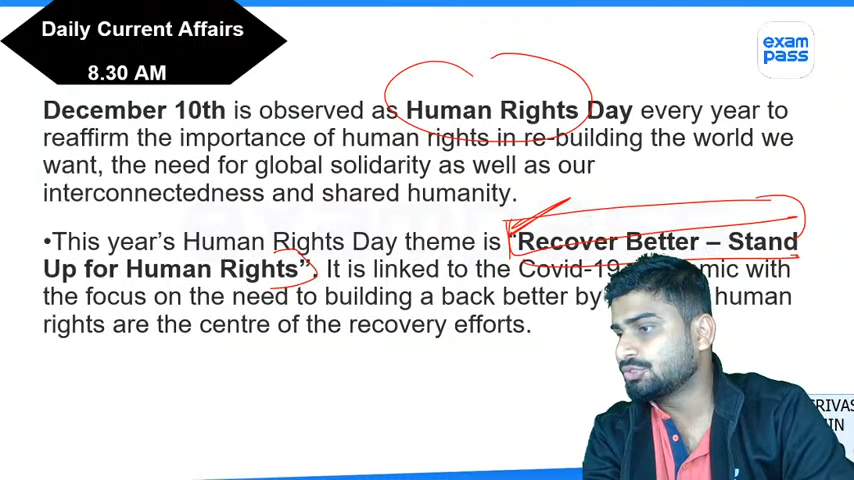 Daily Current Affairs
8.30 AM
exam
pass
December 10th is observed as Human Rights Day every year to
reaffirm the importance of human rights in re-building the world we
want, the need for global solidarity as well as our
interconnectedness and shared humanity.
•This year's Human Rights Day theme is "Recover Better – Stand
Up for Human Rights". It is linked to the Covid-19 with
the focus on the need to building a back better by human
rights are the centre of the recovery efforts.